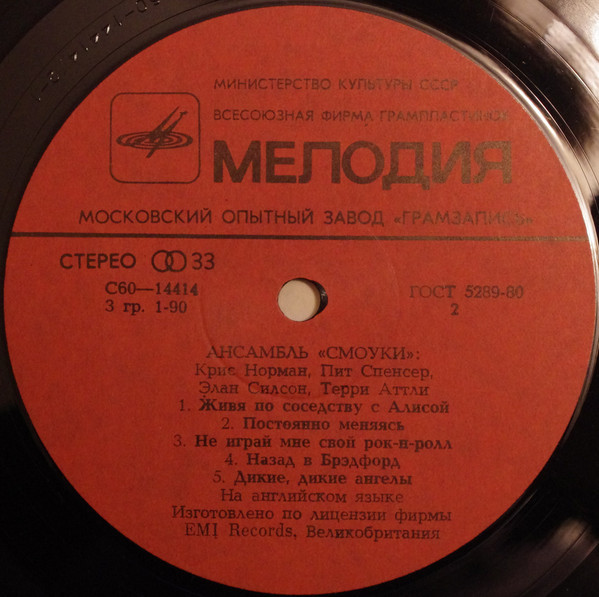 МИНИСТЕРСТВО КУЛЬТУРЫ СССР
ВСЕСОЮЗНАЯ ФИРМА ГРАМПЛАСТИНОК
МЕЛОДИЯ
МОСКОВСКИЙ ОПЫТНЫЙ ЗАВОД «ГРАМЗАПИСЬ»
СТЕРЕО 33
С60—14414
3 гр. 1-90
ГОСТ 5289-80
2
АНСАМБЛЬ «СМОУКИ»:
Крис Норман, Пит Спенсер,
Элан Силсон, Терри Аттли
1. Живя по соседству с Алисой
2. Постоянно меняясь
3. Не играй мне свой рок-н-ролл
4. Назад в Брэдфорд
5. Дикие, дикие ангелы
На английском языке
Изготовлено по лицензии фирмы
EMI Records, Великобритания